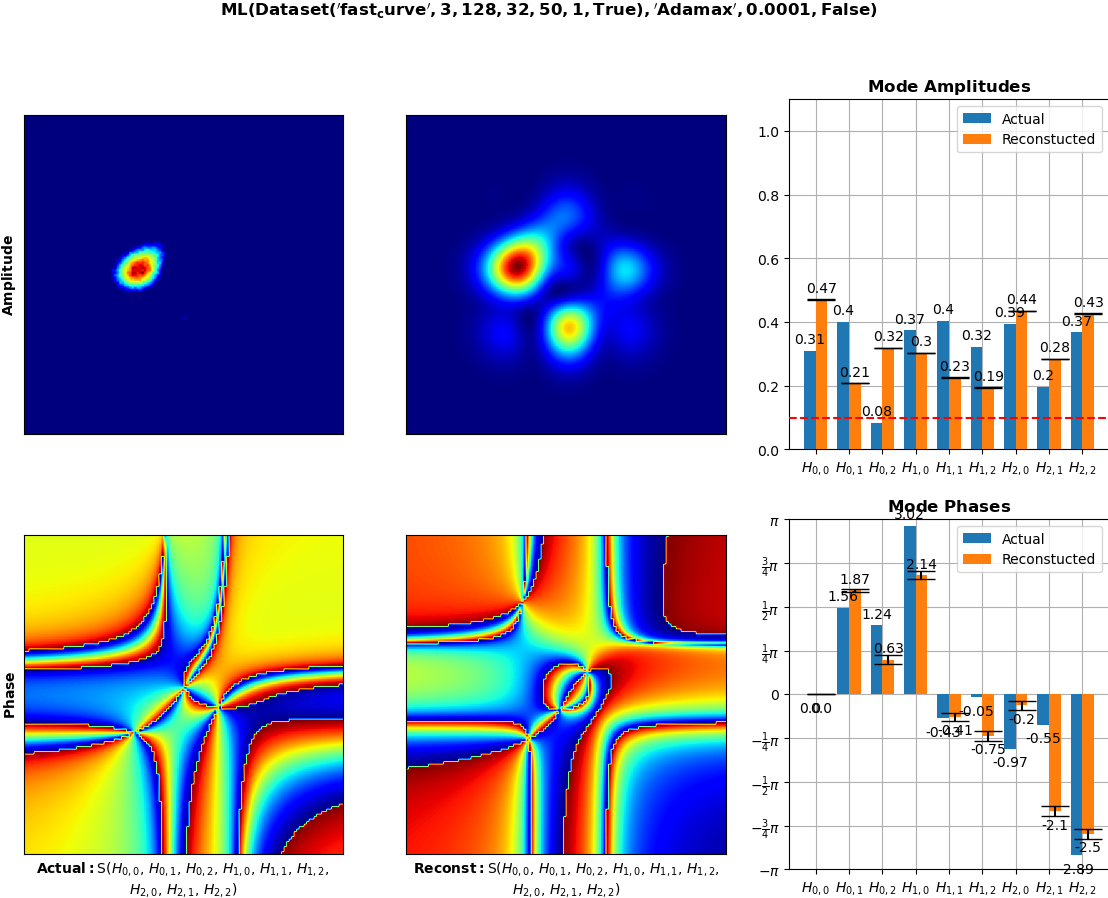 ML(Dataset('fast_curve', 3, 128, 32, 50, 1, True), 'Adamax', 0.0001, False)
Amplitude
Mode Amplitudes
Actual
Reconstucted
1.0
0.8
0.6
0.4
0.2
0.0
0.31 0.47 0.4 0.21 0.08 0.32 0.37 0.3 0.4 0.23 0.32 0.19 0.39 0.44 0.2 0.28 0.37 0.43
H0,0 H0,1 H0,2 H1,0 H1,1 H1,2 H2,0 H2,1 H2,2
Phase
Actual:S(H0,0, H0,1, H0,2, H1,0, H1,1, H1,2,
H2,0, H2,1, H2,2)
Reconst:S(H0,0, H0,1, H0,2, H1,0, H1,1, H1,2,
H2,0, H2,1, H2,2)
Mode Phases
Actual
Reconstucted
π
3/4π
1/2π
1/4π
0
−1/4π
−1/2π
−3/4π
−π
0.0 0.0 1.56 1.87 1.24 0.63 3.02 2.14 -0.43 -0.41 -0.05 -0.75 -0.97 -0.2 -0.55 -2.1 -2.89 -2.5
H0,0 H0,1 H0,2 H1,0 H1,1 H1,2 H2,0 H2,1 H2,2